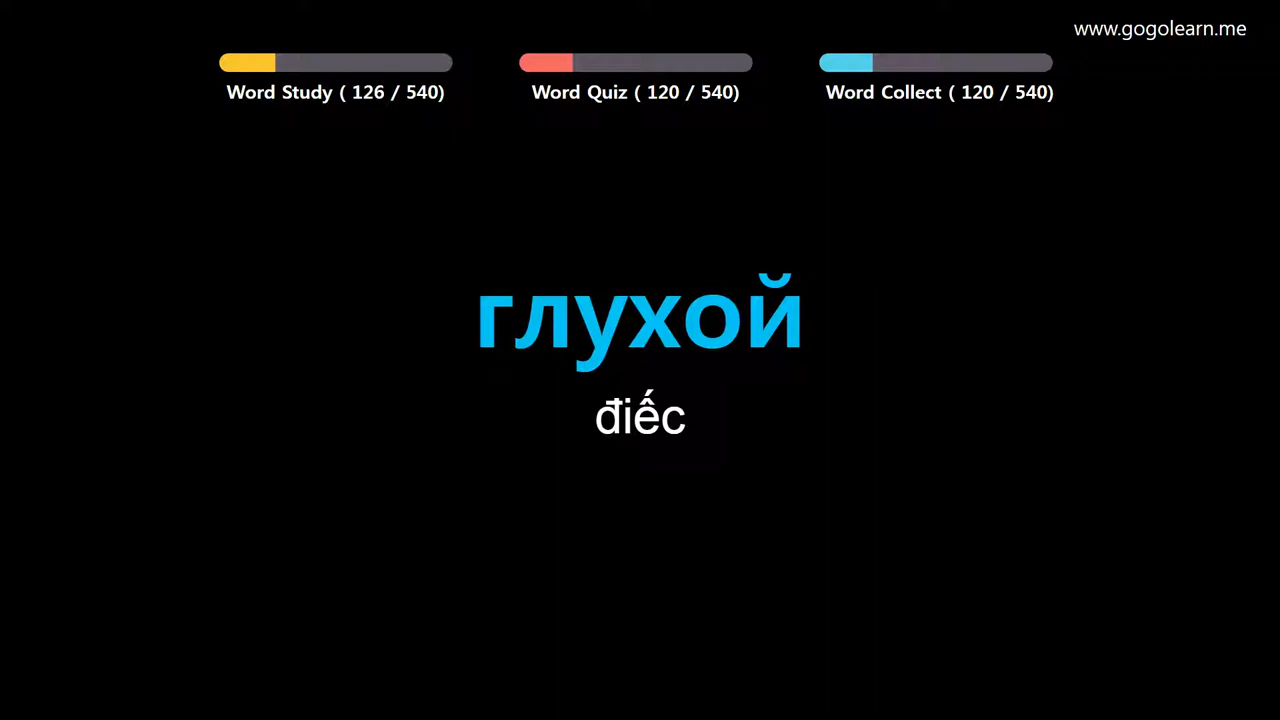 www.gogolearn.me
Word Study ( 126 / 540)
Word Quiz ( 120 / 540)
Word Collect ( 120 / 540)
глухой
điếc